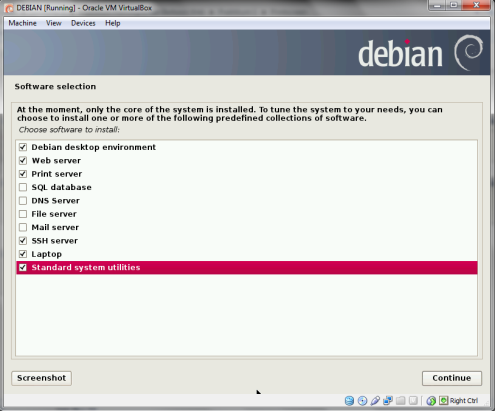 DEBIAN [Running] - Oracle VM VirtualBox
Machine View Devices Help
debian
Software selection
At the moment, only the core of the system is installed. To tune the system to your needs, you can
choose to install one or more of the following predefined collections of software.
Choose software to install:
Debian desktop environment
Web server
Print server
SQL database
DNS Server
File server
Mail server
SSH server
Laptop
Standard system utilities
Screenshot Continue
Right Ctrl